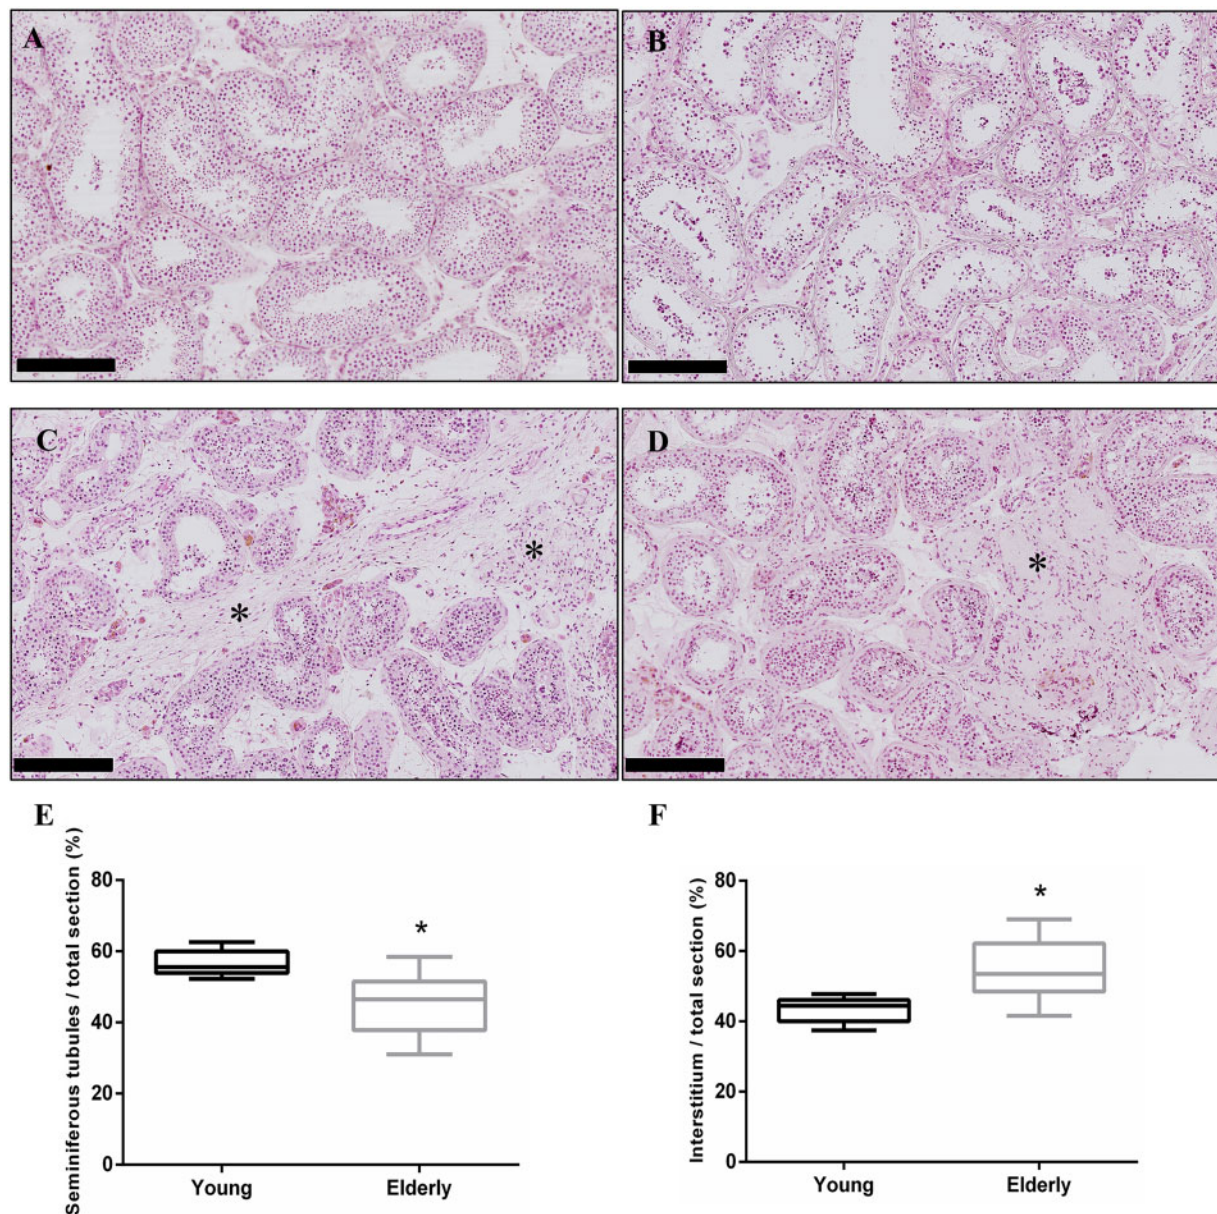 A
B
C
*
*
D
*
E
Seminiferous tubules / total section (%)
80
60
40
20
0
*
Young
Elderly
F
Interstitium / total section (%)
80
60
40
20
0
*
Young
Elderly